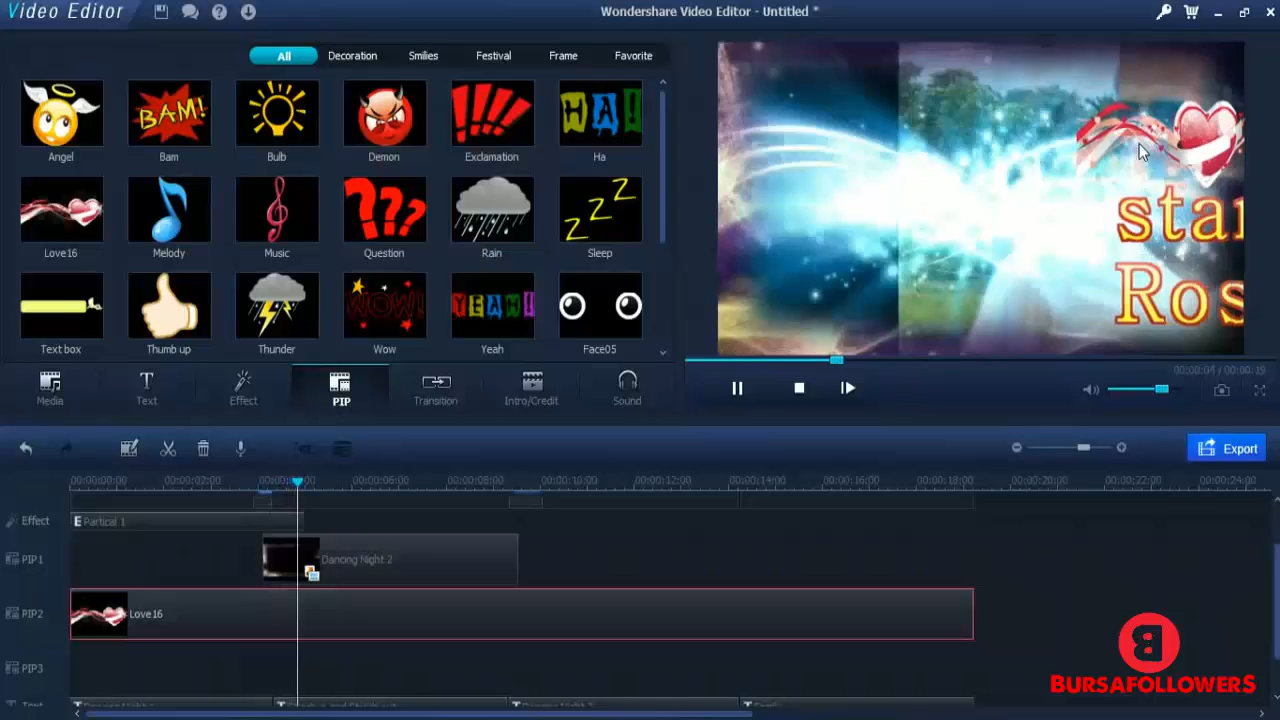 Video Editor
Wondershare Video Editor - Untitled *
All Decoration Smilies Festival Frame Favorite
BAM!
HA!
Angel Bam Bulb Demon Exclamation Ha
Z Z Z
Love16 Melody Music Question Rain Sleep
WOW!
YEAH!
Text box Thumb up Thunder Wow Yeah Face05
star
Ros
Media Text Effect PIP Transition Intro/Credit Sound
Export
00:00:00:00 00:00:02:00 00:00:06:00 00:00:08:00 00:00:10:00 00:00:12:00 00:00:14:00 00:00:16:00 00:00:18:00 00:00:20:00 00:00:22:00 00:00:24:00
Effect
Partical 1
PIP1
Dancing Night 2
PIP2
Love16
PIP3
BURSAFOLLOWERS